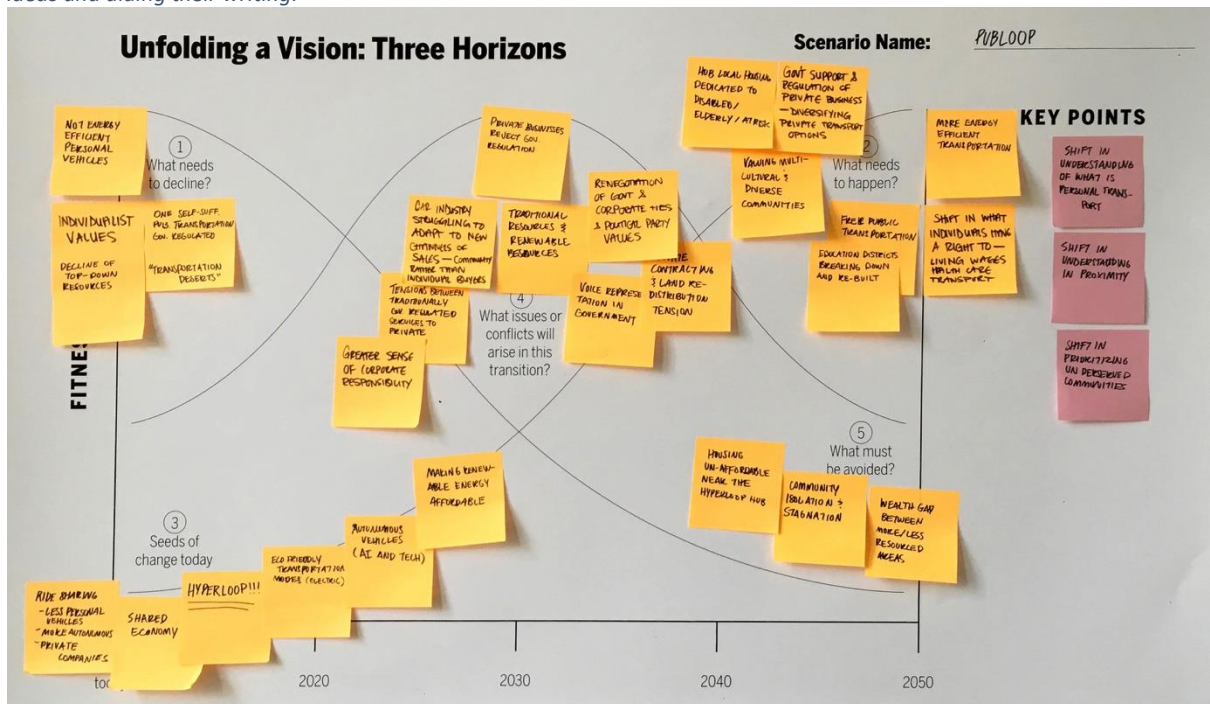 ideas and aiding their writing.
Unfolding a Vision: Three Horizons
Scenario Name:
PUBLOOP
KEY POINTS
FITNES
1
What needs
to decline?
NOT ENERGY
EFFICIENT
PERSONAL
VEHICLES
INDIVIDUALIST
VALUES
DECLINE OF
TOP-DOWN
RESOURCES
ONE SELF-SUFF.
TRANSPORTATION
GOV. REGULATED
"TRANSPORTATION
DESERTS"
PRIVATE BUSINESSES
REJECT GOV.
REGULATION
CAR INDUSTRY
STRUGGLING TO
ADAPT TO NEW
CHANNELS OF
SALES — COMMUNITY
RATHER THAN
INDIVIDUAL BUYERS
TRADITIONAL
RESOURCES &
RENEWABLE
RESOURCES
RENEGOTIATION
OF GOVT &
CORPORATE TIES
& POLITICAL PARTY
VALUES
TENSIONS BETWEEN
TRADITIONALLY
GOV. REGULATED
SERVICES TO
PRIVATE
GREATER SENSE
OF CORPORATE
RESPONSIBILITY
4
What issues or
conflicts will
arise in this
transition?
VOICE REPRESE
TATION IN
GOVERNMENT
CONTRACTING
& LAND RE-
DISTRIBUTION
TENSION
HUB LOCAL HOUSING
DEDICATED TO
DISABLED/
ELDERLY/AT RISK
GOVT SUPPORT &
REGULATION OF
PRIVATE BUSINESS
— DIVERSIFYING
PRIVATE TRANSPORT
OPTIONS
2
What needs
to happen?
VALUING MULTI-
CULTURAL &
DIVERSE
COMMUNITIES
FREE PUBLIC
TRANSPORTATION
EDUCATION DISTRICTS
BREAKING DOWN
AND RE-BUILT
MORE ENERGY
EFFICIENT
TRANSPORTATION
SHIFT IN WHAT
INDIVIDUALS HAVE
A RIGHT TO —
LIVING WAGES
HEALTH CARE
TRANSPORT
SHIFT IN
UNDERSTANDING
OF WHAT IS
PERSONAL TRANS-
PORT
SHIFT IN
UNDERSTANDING
IN PROXIMITY
SHIFT IN
PRIORITIZING
UNDERSERVED
COMMUNITIES
3
Seeds of
change today
RIDE SHARING
- LESS PERSONAL
VEHICLES
- MORE AUTONOMOUS
- PRIVATE
COMPANIES
SHARED
ECONOMY
HYPERLOOP!!!
ECO FRIENDLY
TRANSPORTATION
MODES (ELECTRIC)
AUTONOMOUS
VEHICLES
(AI AND TECH)
MAKING RENEW-
ABLE ENERGY
AFFORDABLE
5
What must
be avoided?
HOUSING
UN-AFFORDABLE
NEAR THE
HYPERLOOP HUB
COMMUNITY
ISOLATION &
STAGNATION
WEALTH GAP
BETWEEN
MORE/LESS
RESOURCED
AREAS
2020
2030
2040
2050